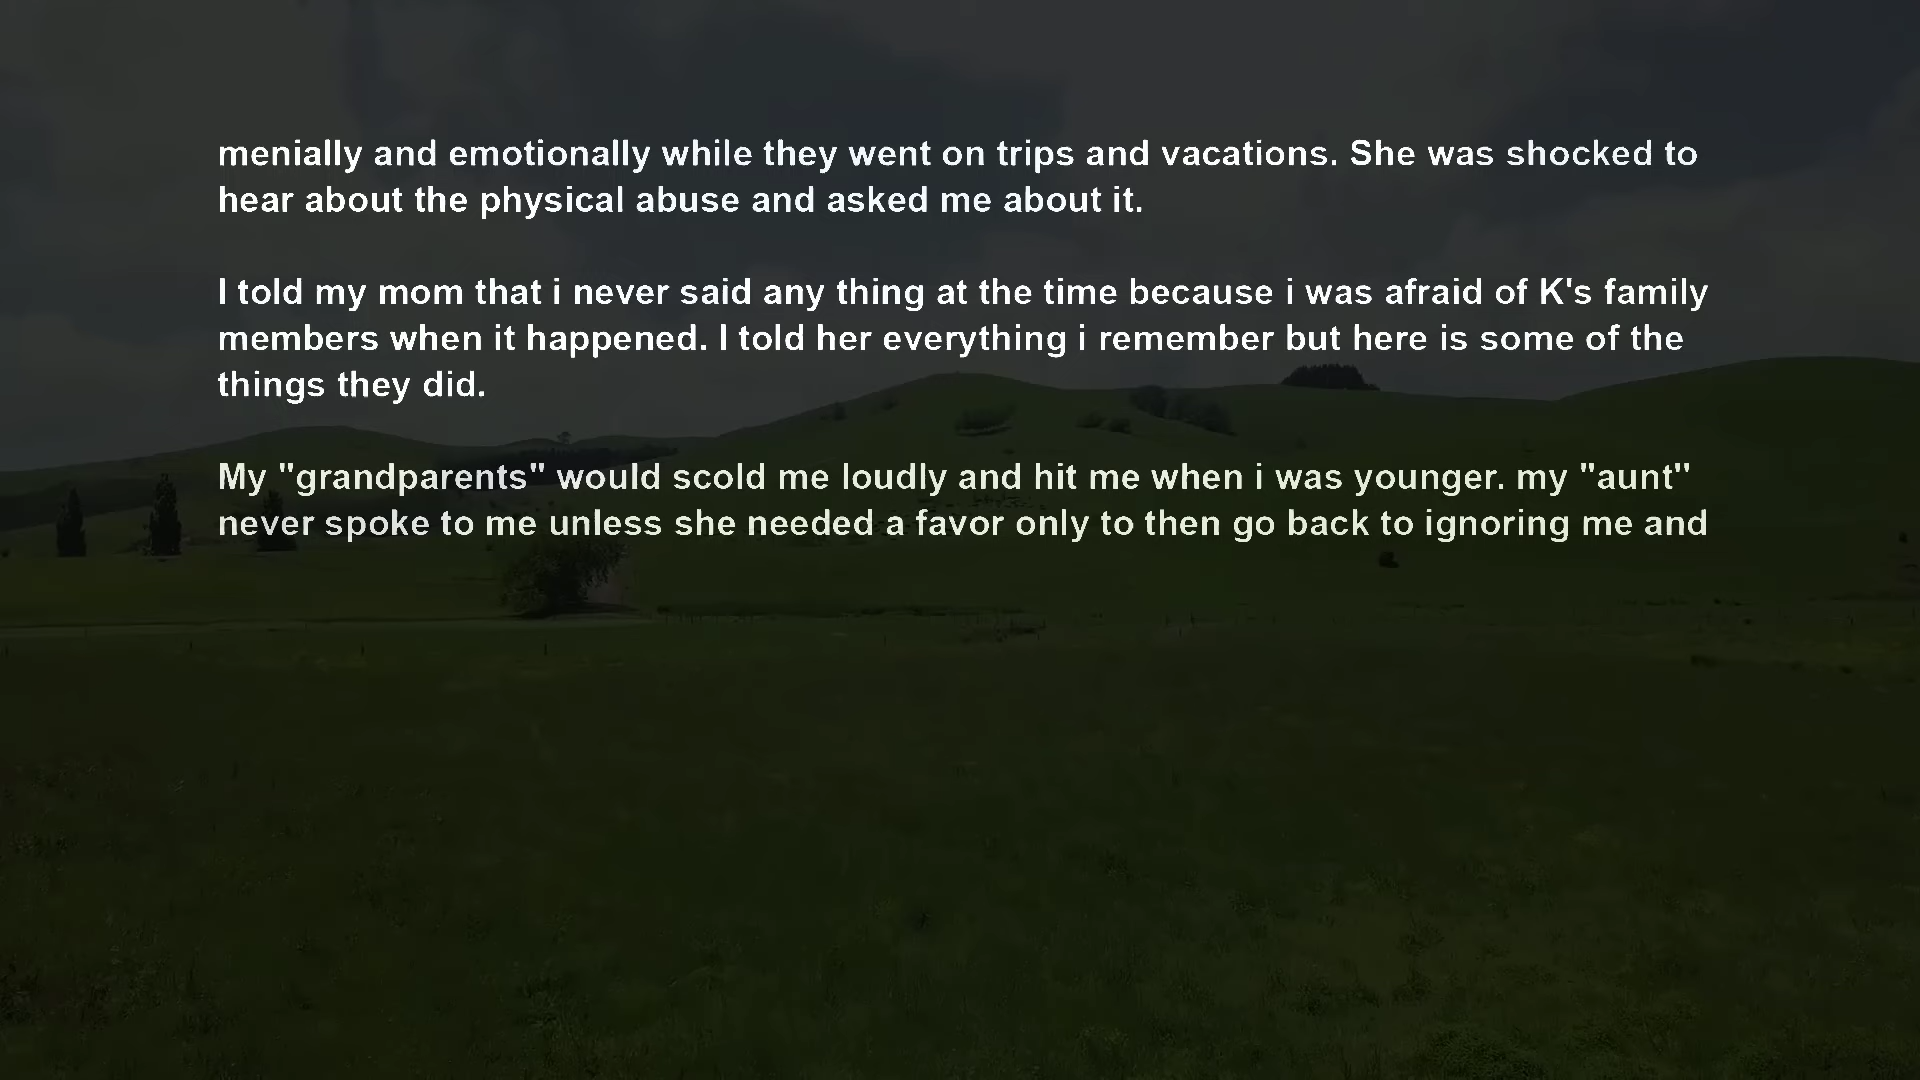 menially and emotionally while they went on trips and vacations. She was shocked to
hear about the physical abuse and asked me about it.
I told my mom that i never said any thing at the time because i was afraid of K's family
members when it happened. I told her everything i remember but here is some of the
things they did.
My "grandparents" would scold me loudly and hit me when i was younger. my "aunt"
never spoke to me unless she needed a favor only to then go back to ignoring me and